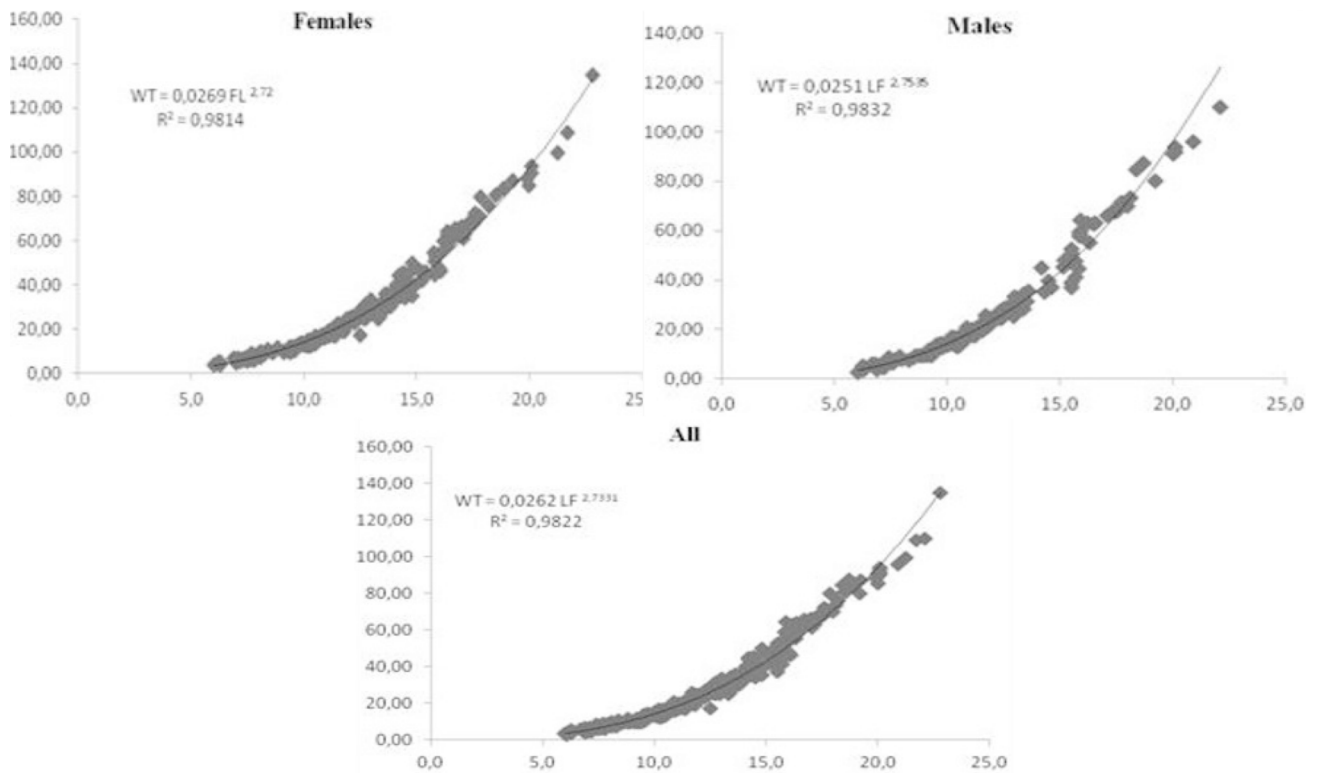 Females
160,00
140,00
120,00
100,00
80,00
60,00
40,00
20,00
0,00
WT = 0,0269 FL 2,72
R² = 0,9814
0,0 5,0 10,0 15,0 20,0 25
Males
140,00
120,00
100,00
80,00
60,00
40,00
20,00
0,00
WT = 0,0251 LF 2,7535
R² = 0,9832
0,0 5,0 10,0 15,0 20,0 25,0
All
160,00
140,00
120,00
100,00
80,00
60,00
40,00
20,00
0,00
WT = 0,0262 LF 2,7331
R² = 0,9822
0,0 5,0 10,0 15,0 20,0 25,0